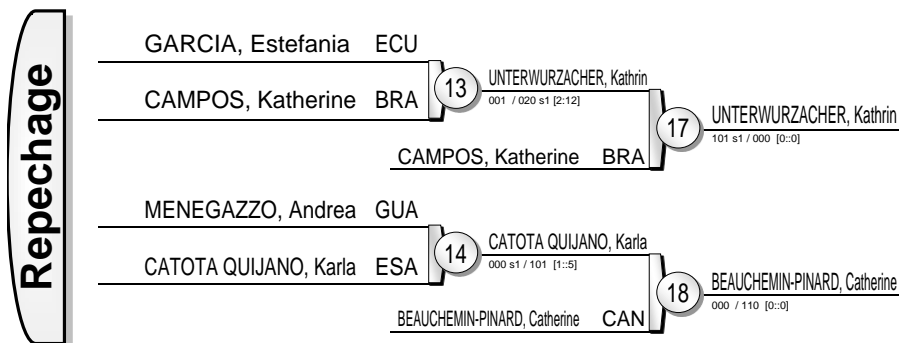 Repechage
GARCIA, Estefania ECU
CAMPOS, Katherine BRA
13
UNTERWURZACHER, Kathrin
001 / 020 s1 [2:12]
CAMPOS, Katherine BRA
17
UNTERWURZACHER, Kathrin
101 s1 / 000 [0::0]
MENEGAZZO, Andrea GUA
CATOTA QUIJANO, Karla ESA
14
CATOTA QUIJANO, Karla
000 s1 / 101 [1::5]
BEAUCHEMIN-PINARD, Catherine CAN
18
BEAUCHEMIN-PINARD, Catherine
000 / 110 [0::0]